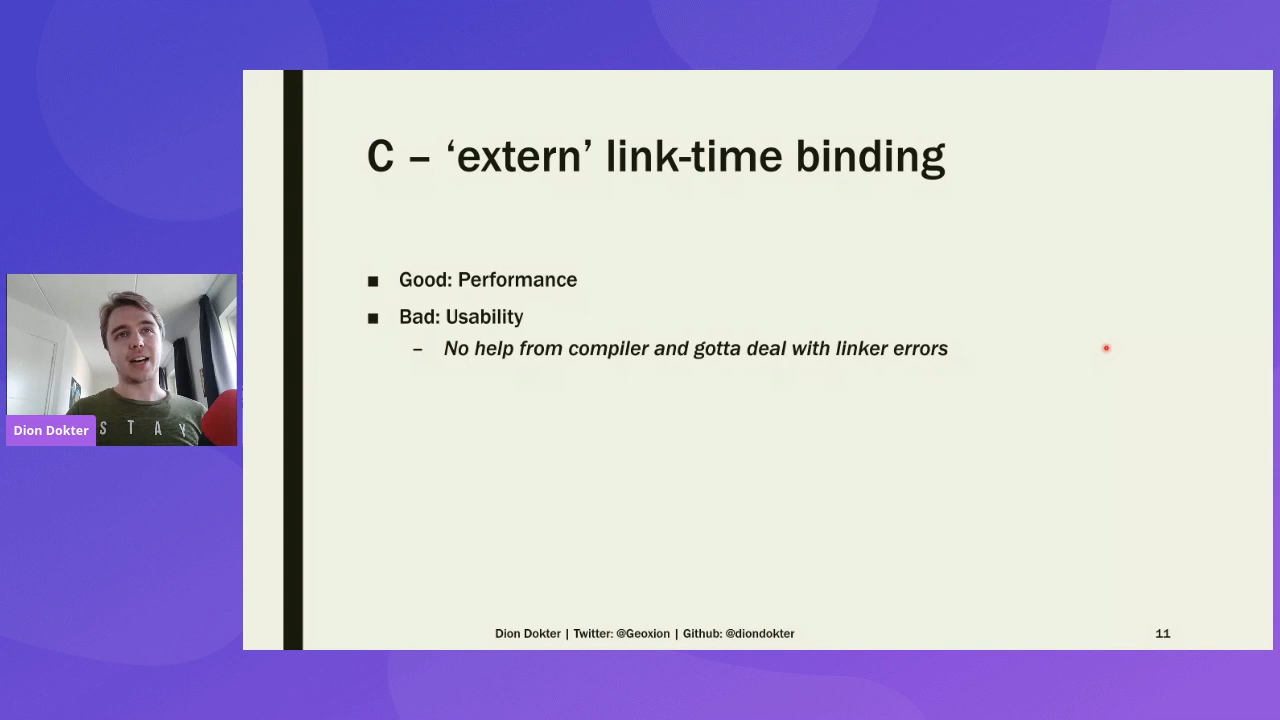 C – ‘extern’ link-time binding
■ Good: Performance
■ Bad: Usability
– No help from compiler and gotta deal with linker errors
Dion Dokter
S T A Y
Dion Dokter | Twitter: @Geoxion | Github: @diondokter
11